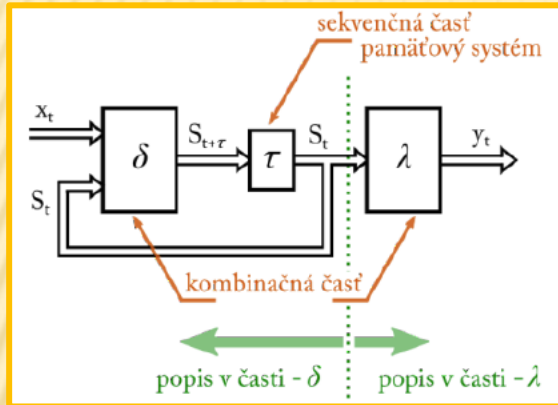 sekvenčná časť
pamäťový systém
xₜ
δ
Sₜ₊τ
τ
Sₜ
λ
yₜ
Sₜ
kombinačná časť
popis v časti - δ
popis v časti - λ